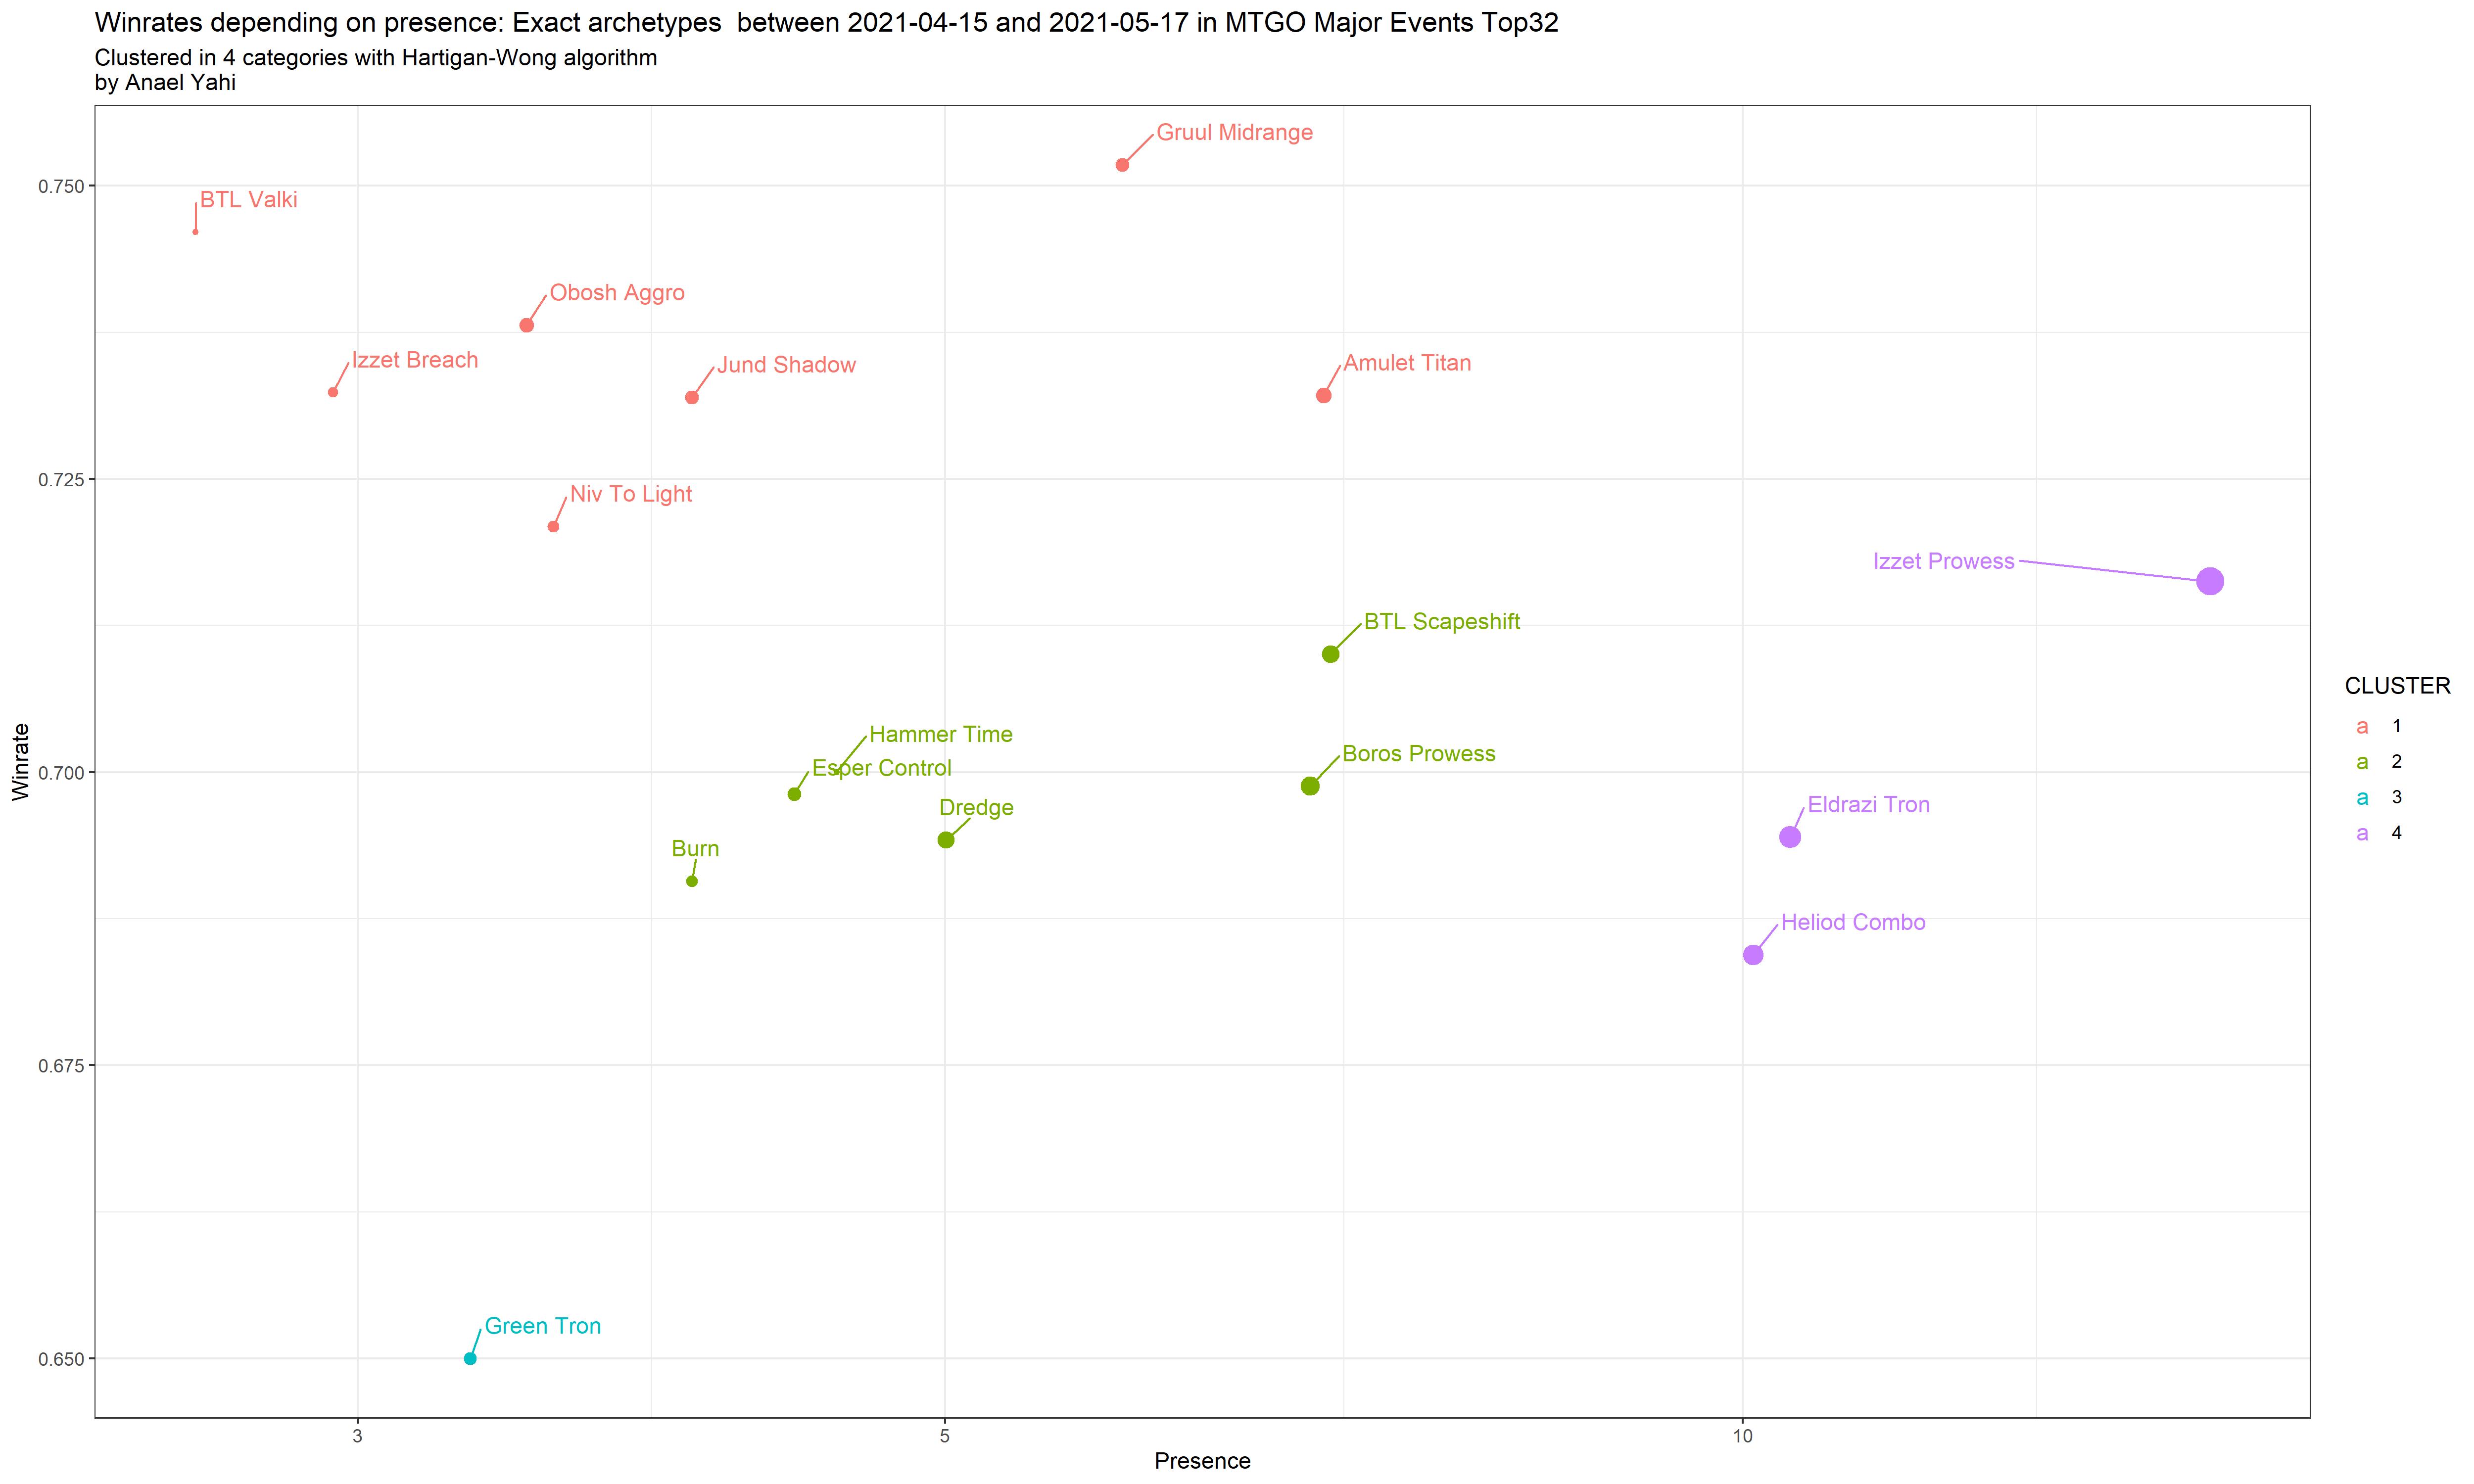 Winrates depending on presence: Exact archetypes  between 2021-04-15 and 2021-05-17 in MTGO Major Events Top32
Clustered in 4 categories with Hartigan-Wong algorithm
by Anael Yahi
Gruul Midrange
0.750
BTL Valki
Obosh Aggro
Izzet Breach
Jund Shadow
Amulet Titan
0.725
Niv To Light
Izzet Prowess
BTL Scapeshift
CLUSTER
a 1
a 2
a 3
a 4
Hammer Time
Boros Prowess
Esper Control
0.700
Winrate
Dredge
Eldrazi Tron
Burn
Heliod Combo
0.675
Green Tron
0.650
3 5 10
Presence